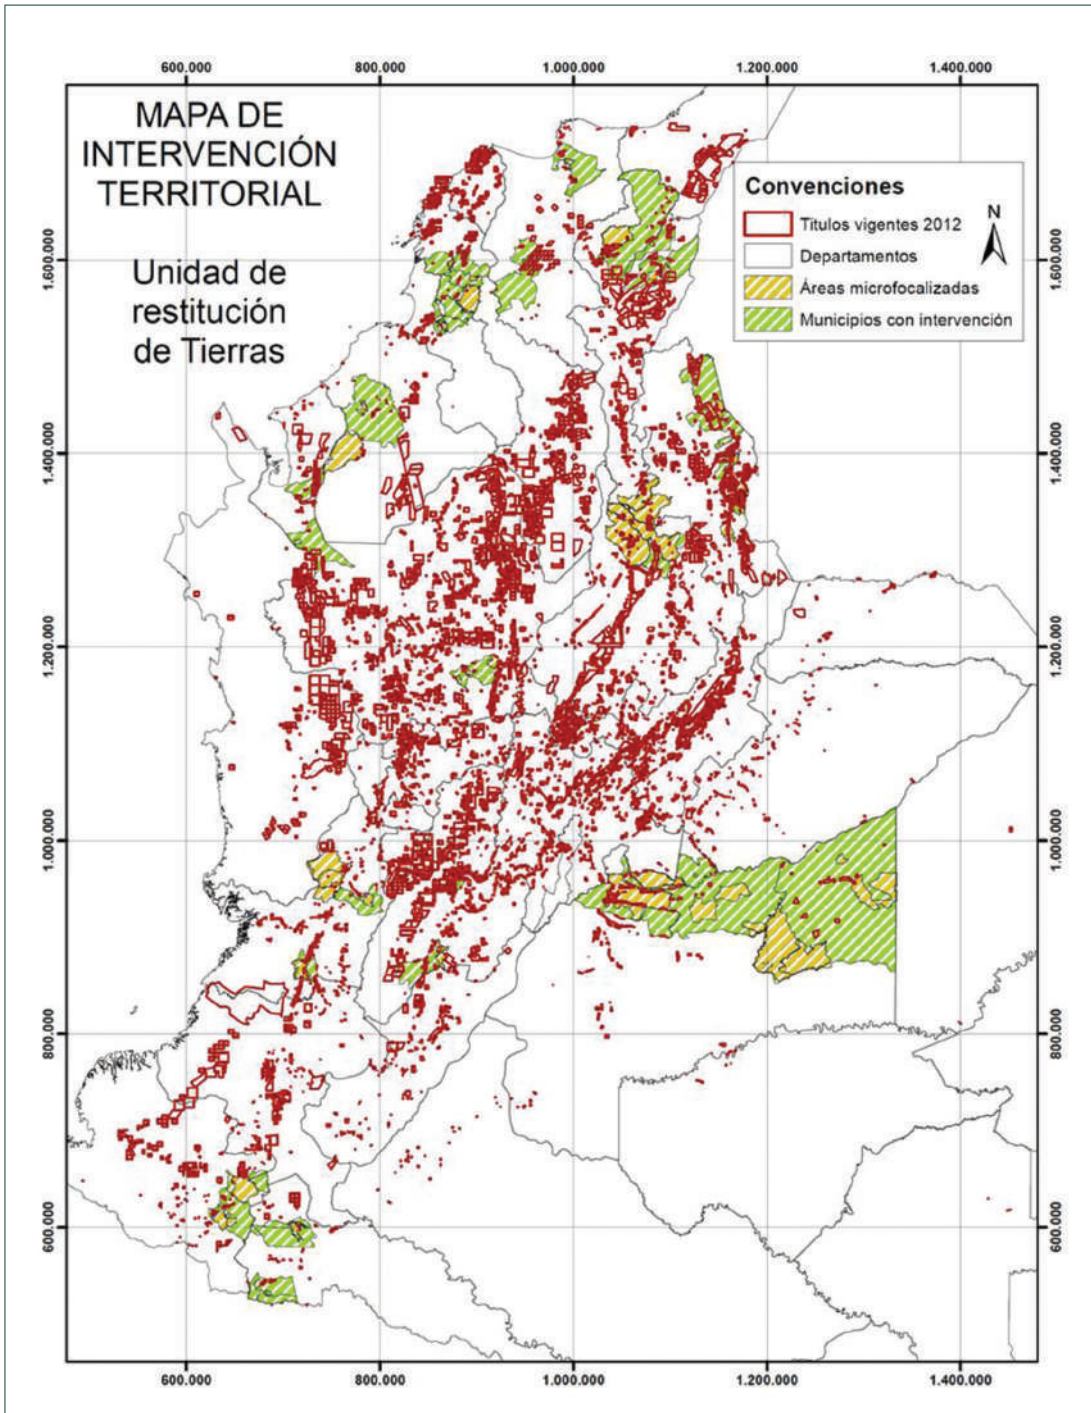 600.000 800.000 1.000.000 1.200.000 1.400.000
MAPA DE
INTERVENCIÓN
TERRITORIAL
Unidad de
restitución
de Tierras
Convenciones
Títulos vigentes 2012
Departamentos
Áreas microfocalizadas
Municipios con intervención
N
1.600.000
1.400.000
1.200.000
1.000.000
800.000
600.000
1.600.000
1.400.000
1.200.000
1.000.000
800.000
600.000
600.000 800.000 1.000.000 1.200.000 1.400.000